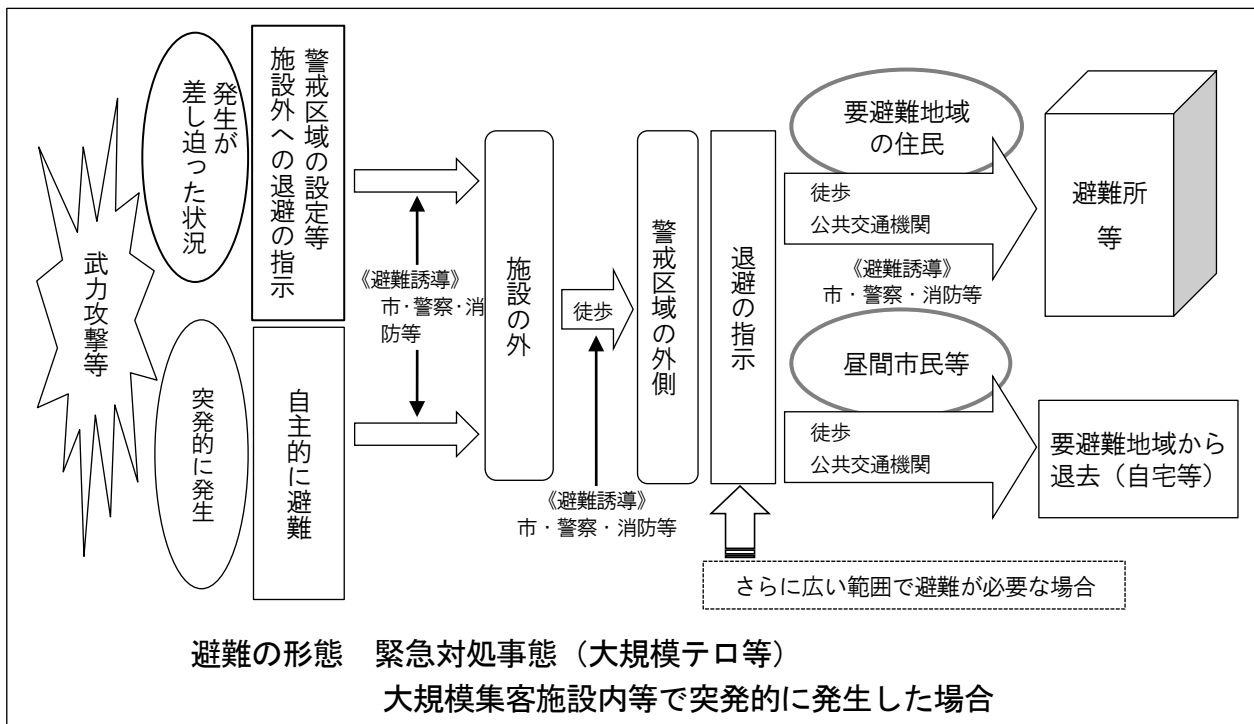 武力攻撃等
発生が
差し迫った状況
警戒区域の設定等
施設外への退避の指示
突発的に発生
自主的に避難
《避難誘導》
市・警察・消
防等
施設の外
徒歩
《避難誘導》
市・警察・消防等
警戒区域の外側
退避の指示
さらに広い範囲で避難が必要な場合
要避難地域
の住民
徒歩
公共交通機関
《避難誘導》
市・警察・消防等
避難所
等
昼間市民等
徒歩
公共交通機関
要避難地域から
退去（自宅等）
避難の形態　緊急対処事態（大規模テロ等）
大規模集客施設内等で突発的に発生した場合